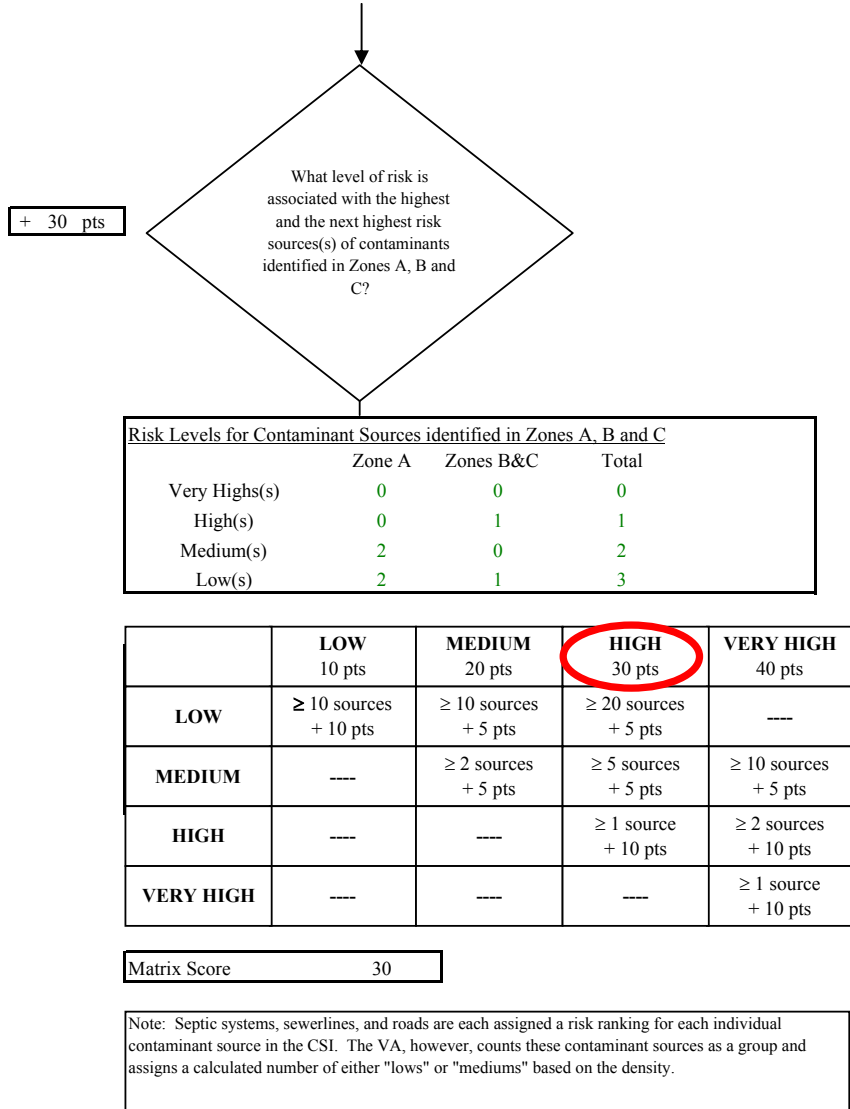 What level of risk is
associated with the highest
and the next highest risk
sources(s) of contaminants
identified in Zones A, B and
C?
+ 30 pts
Risk Levels for Contaminant Sources identified in Zones A, B and C
Zone A Zones B&C Total
Very Highs(s) 0 0 0
High(s) 0 1 1
Medium(s) 2 0 2
Low(s) 2 1 3
LOW MEDIUM HIGH VERY HIGH
10 pts 20 pts 30 pts 40 pts
LOW ≥ 10 sources + 10 pts ≥ 10 sources + 5 pts ≥ 20 sources + 5 pts ----
MEDIUM ---- ≥ 2 sources + 5 pts ≥ 5 sources + 5 pts ≥ 10 sources + 5 pts
HIGH ---- ---- ≥ 1 source + 10 pts ≥ 2 sources + 10 pts
VERY HIGH ---- ---- ---- ≥ 1 source + 10 pts
Matrix Score 30
Note: Septic systems, sewerlines, and roads are each assigned a risk ranking for each individual
contaminant source in the CSI. The VA, however, counts these contaminant sources as a group and
assigns a calculated number of either "lows" or "mediums" based on the density.